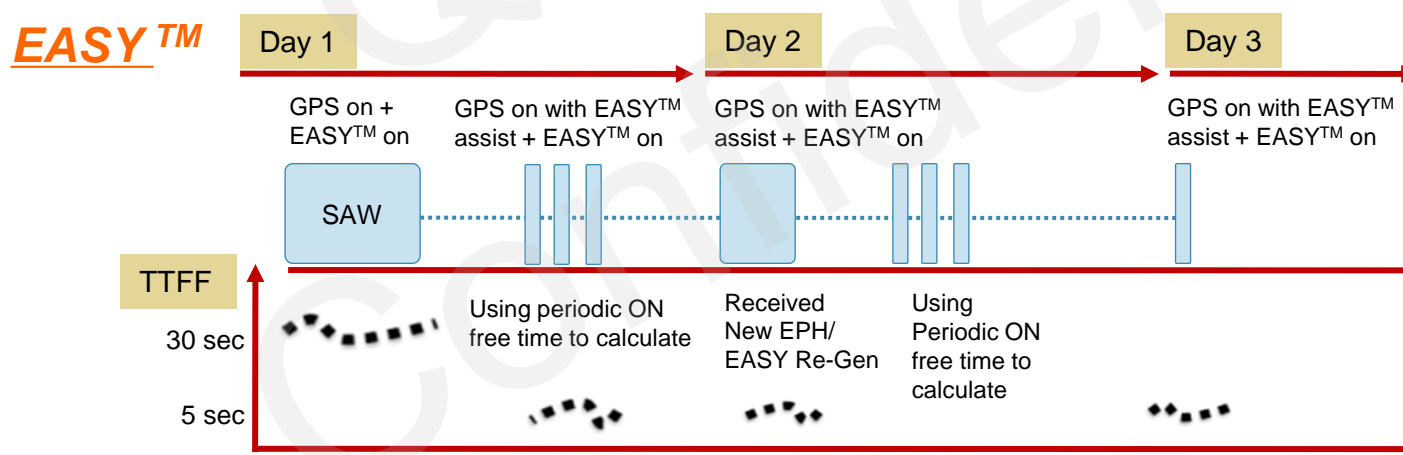 EASY TM
Day 1
Day 2
Day 3
GPS on +
EASYTM on
GPS on with EASYTM
assist + EASYTM on
GPS on with EASYTM
assist + EASYTM on
GPS on with EASYTM
assist + EASYTM on
SAW
TTFF
30 sec
5 sec
Using periodic ON
free time to calculate
Received
New EPH/
EASY Re-Gen
Using
Periodic ON
free time to
calculate